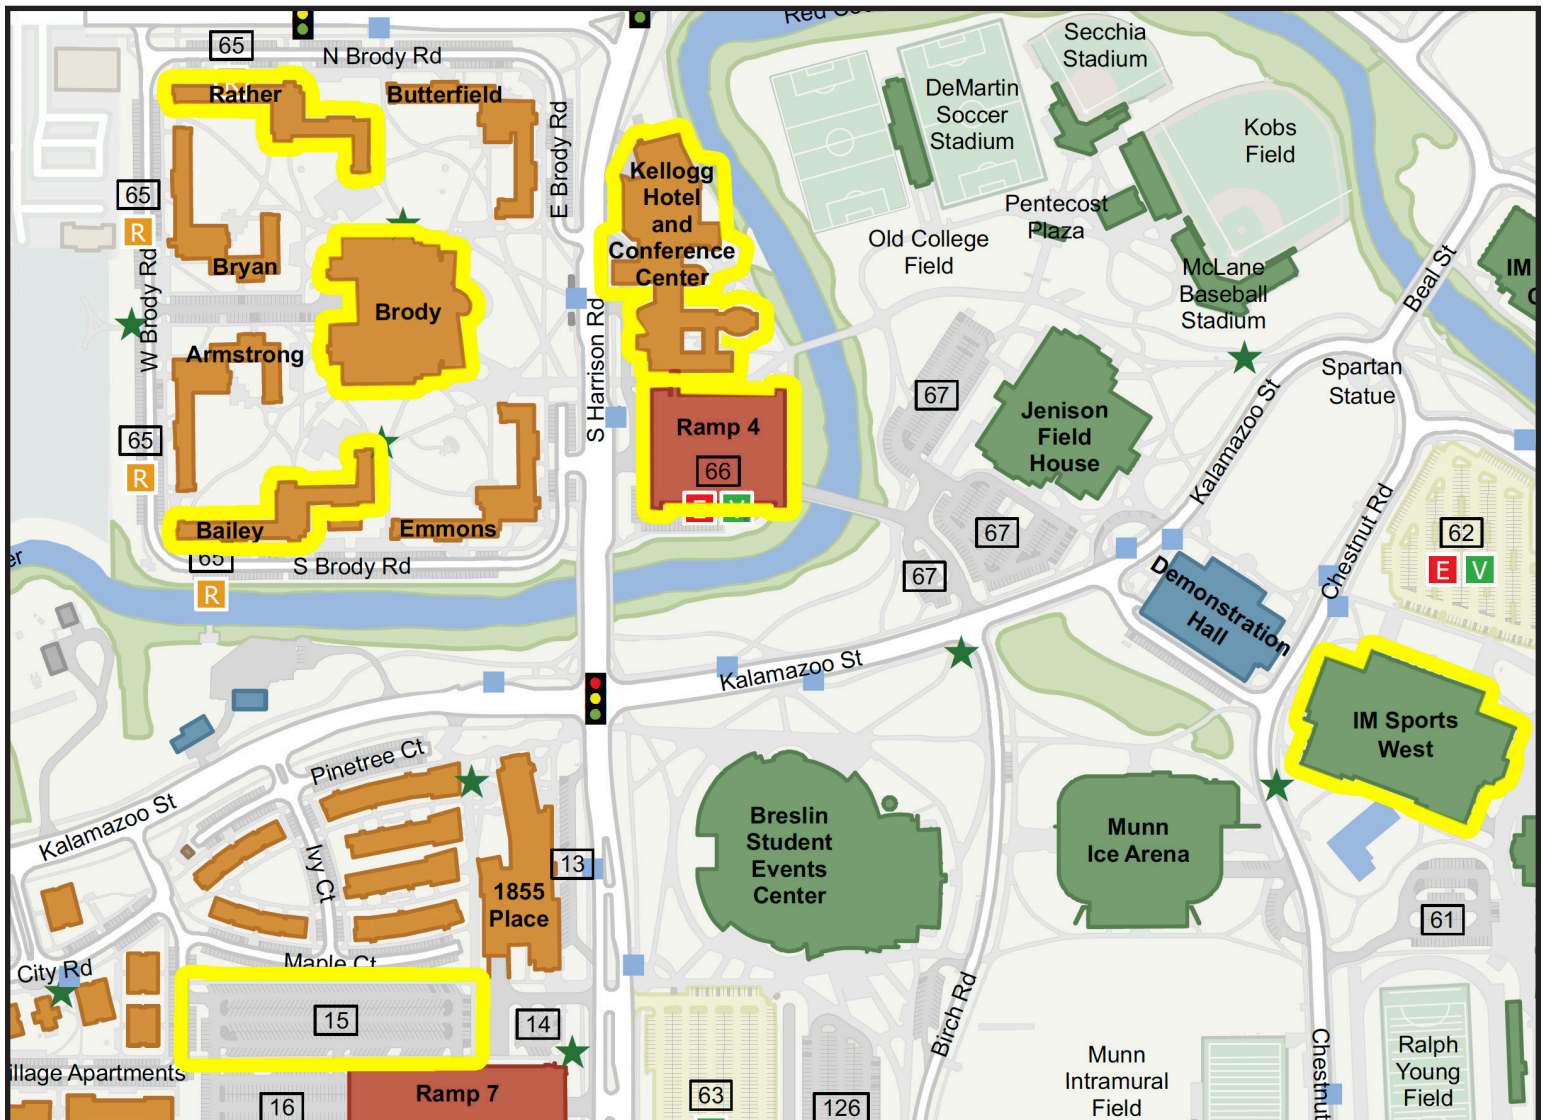 65
N Brody Rd
Rather
Butterfield
E Brody Rd
65
R
W Brody Rd
Bryan
Brody
Armstrong
65
R
Bailey
Emmons
65
S Brody Rd
R
S Harrison Rd
Kellogg
Hotel
and
Conference
Center
Ramp 4
66
E V
Red
DeMartin
Soccer
Stadium
Secchia
Stadium
Kobs
Field
Pentecost
Plaza
Old College
Field
McLane
Baseball
Stadium
Beal St
IM
Spartan
Statue
67
Jenison
Field
House
Kalamazoo St
67
67
Chestnut Rd
62
E V
Demonstration
Hall
Kalamazoo St
IM Sports
West
Pinetree Ct
Kalamazoo St
Ivy Ct
1855
Place
13
Breslin
Student
Events
Center
Munn
Ice Arena
61
Maple Ct
City Rd
15
14
Birch Rd
Chestnut
Munn
Intramural
Field
Ralph
Young
Field
illage Apartments
16
Ramp 7
63
126